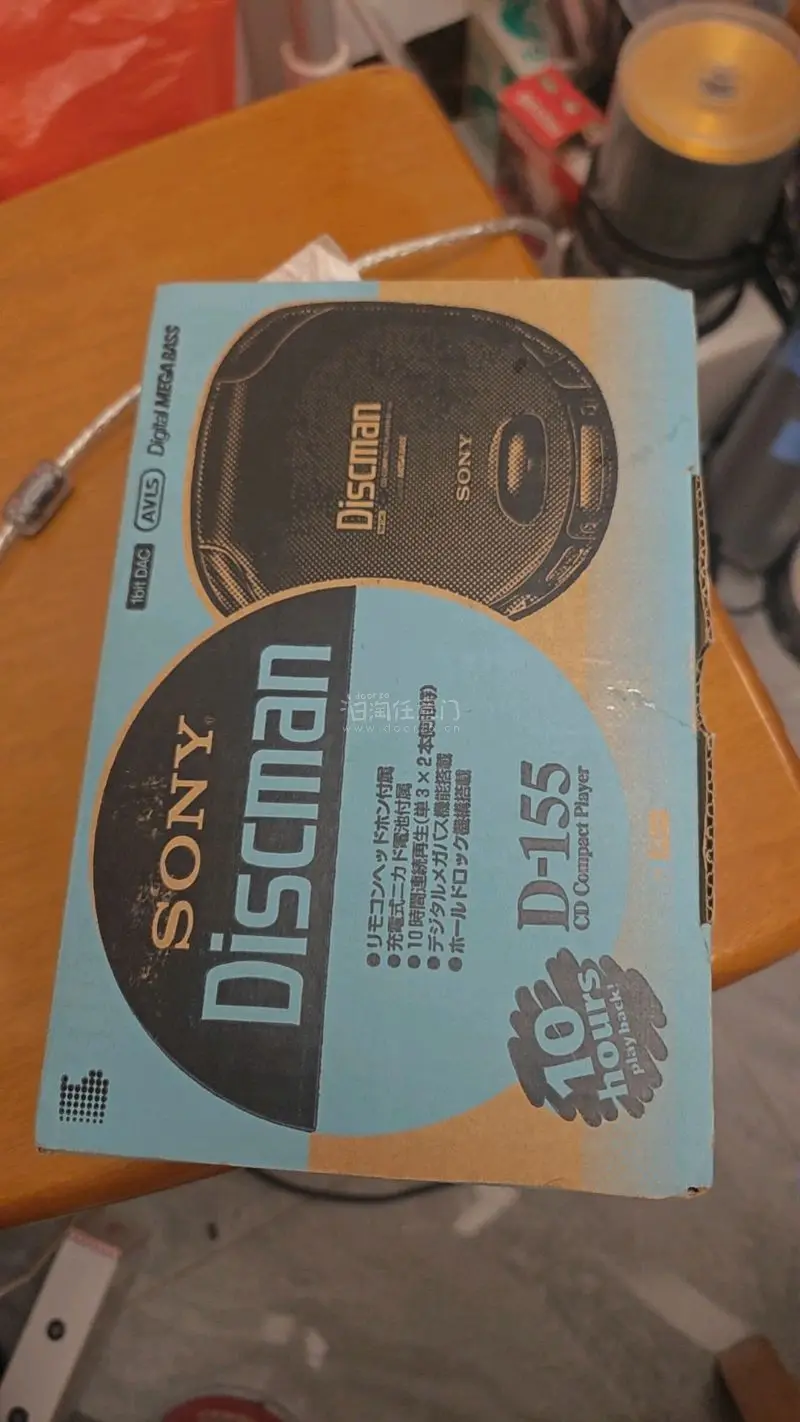 1bit DAC
AVLS
Digital MEGA BASS
Discman
SONY
SONY
Discman
●リモコンヘッドホン付属
●充電式ニカド電池付属
●10時間連続再生(単3×2本使用時)
●デジタルメガバス機能搭載
●ホールドロック機構搭載
D-155
CD Compact Player
10
hours
play back!